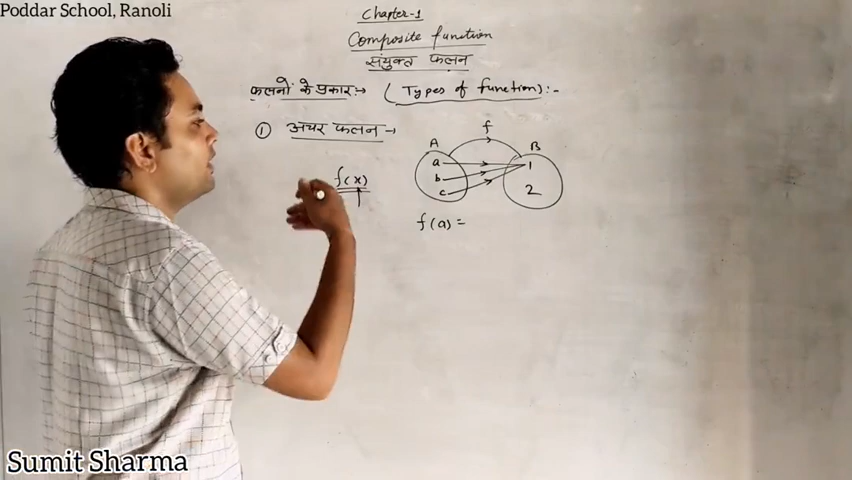 Poddar School, Ranoli
Chapter-1
Composite function
संयुक्त फलन
फलनों के प्रकार :→ (Types of function) :-
① अचर फलन →
f
A B
a 1
b
c 2
f(x)
f(a) =
Sumit Sharma